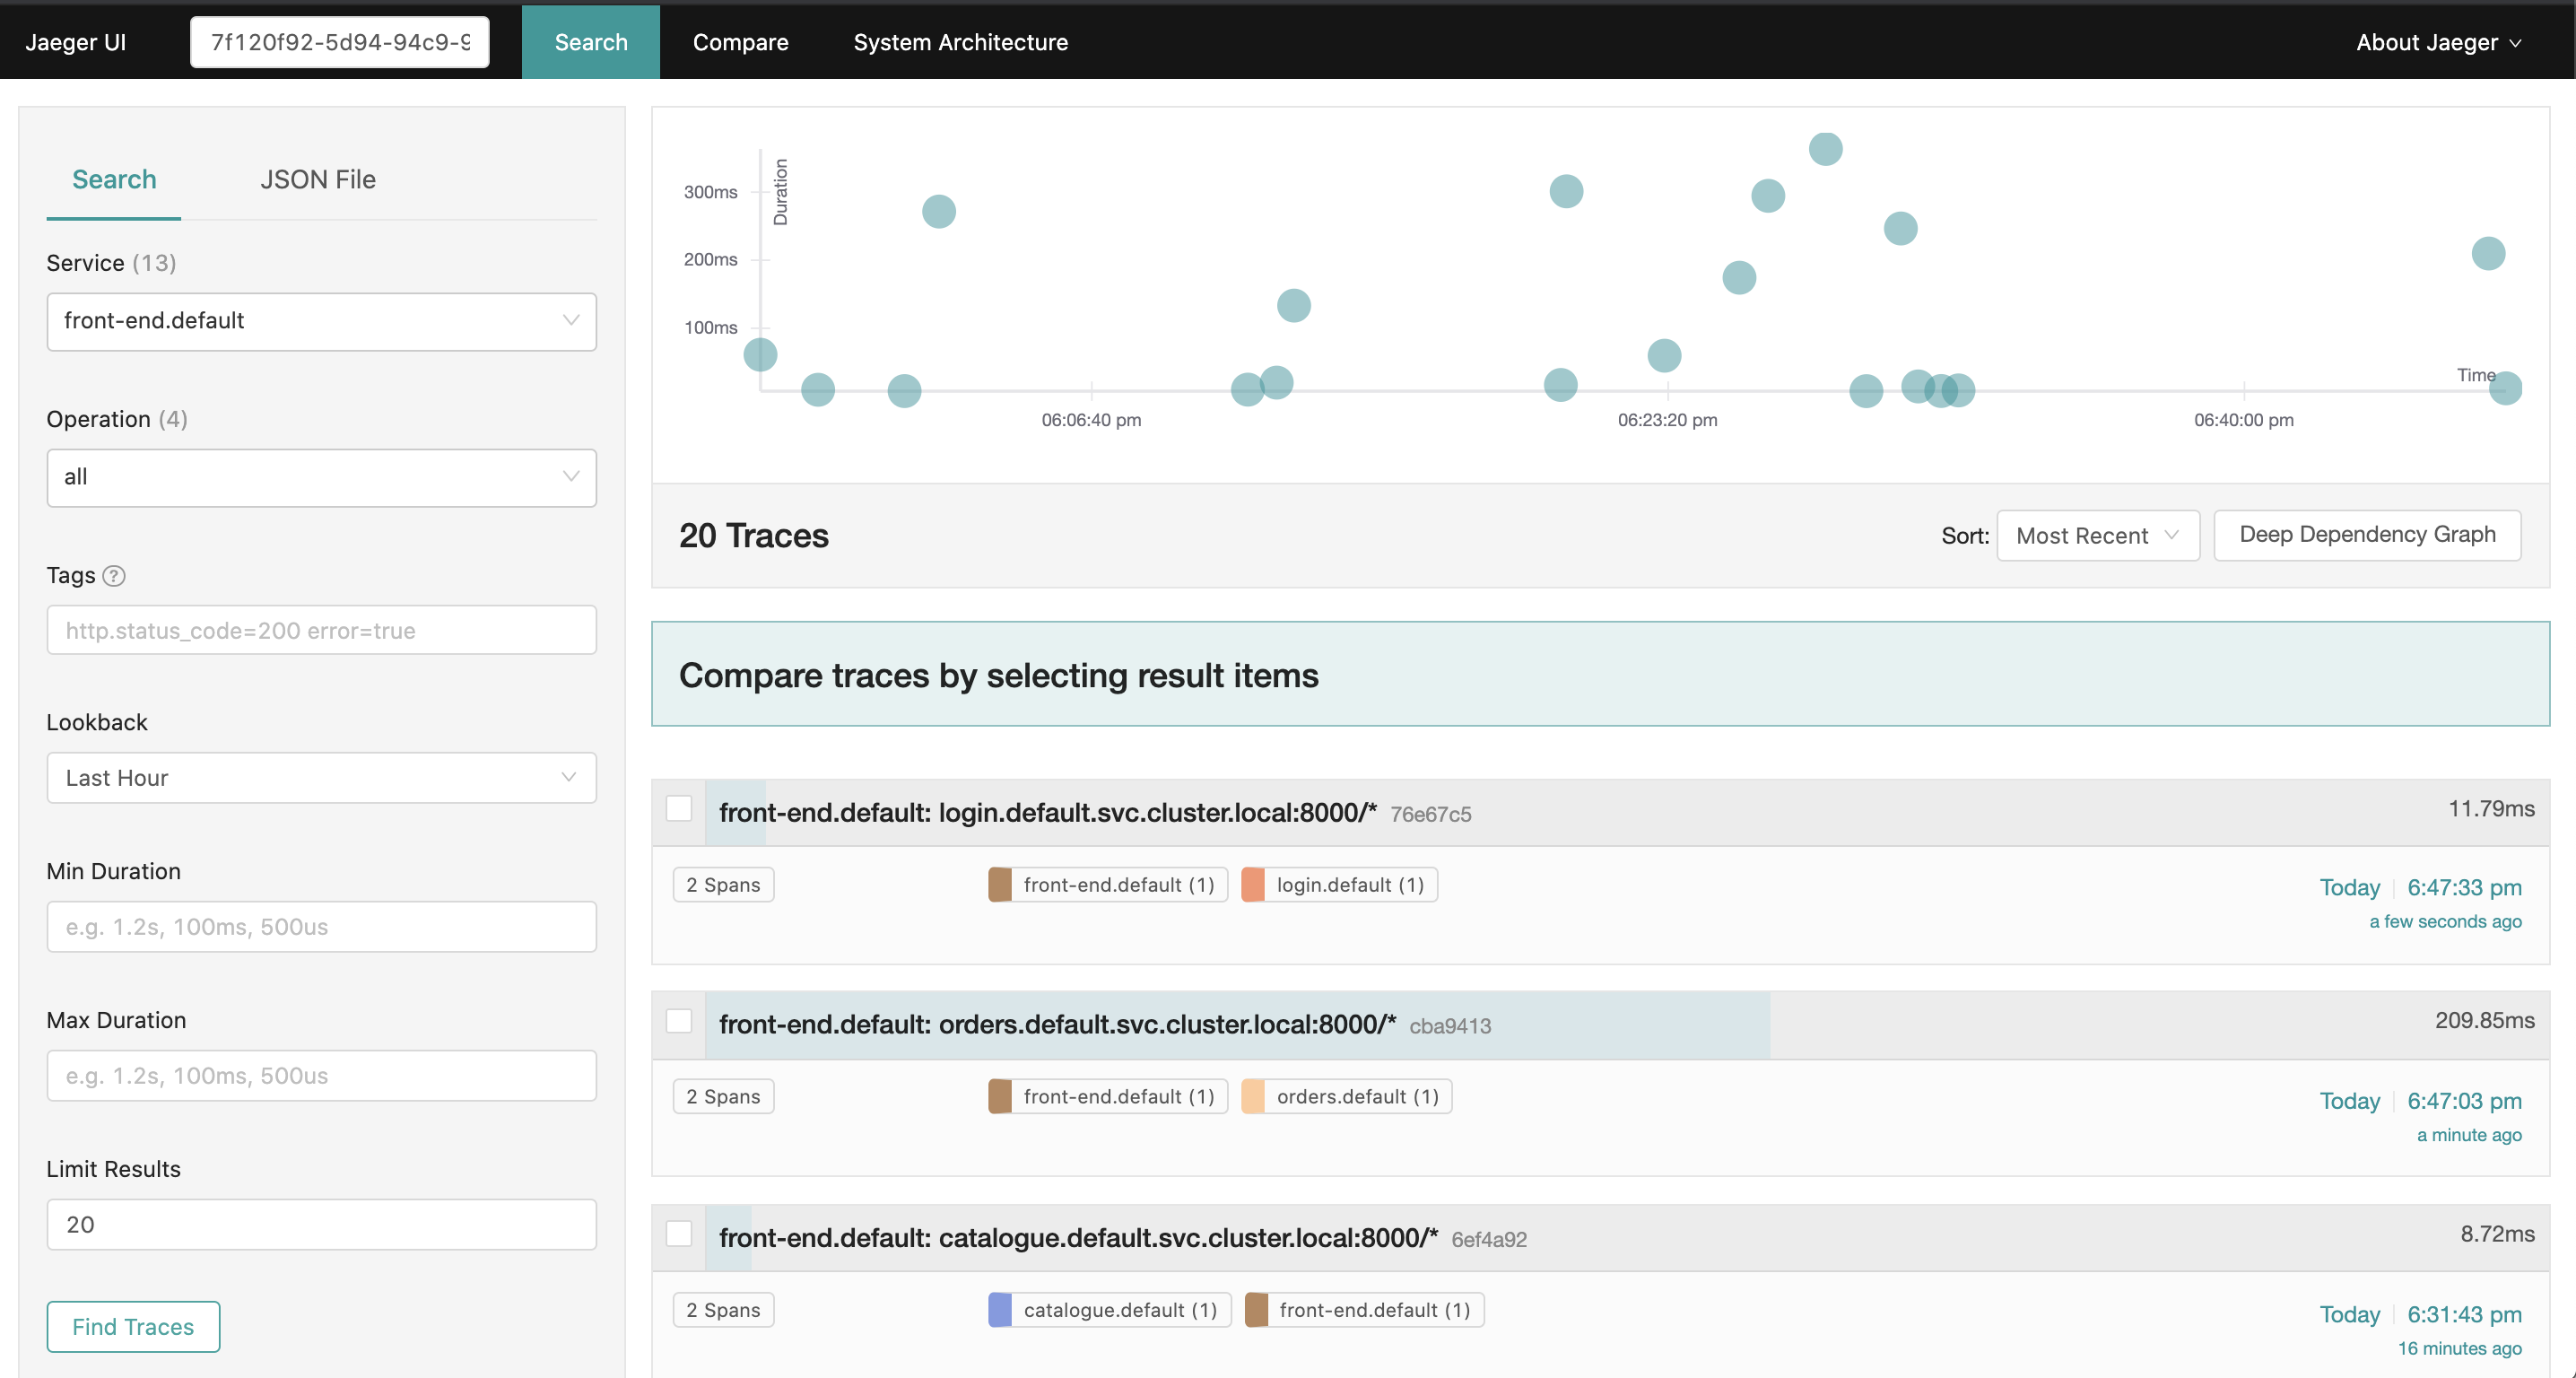 Jaeger UI
7f120f92-5d94-94c9-9
Search
Compare
System Architecture
About Jaeger
Search
JSON File
Service (13)
front-end.default
Operation (4)
all
Tags ?
http.status_code=200 error=true
Lookback
Last Hour
Min Duration
e.g. 1.2s, 100ms, 500us
Max Duration
e.g. 1.2s, 100ms, 500us
Limit Results
20
Find Traces
Duration
300ms
200ms
100ms
Time
06:06:40 pm
06:23:20 pm
06:40:00 pm
20 Traces
Sort: Most Recent
Deep Dependency Graph
Compare traces by selecting result items
front-end.default: login.default.svc.cluster.local:8000/* 76e67c5
11.79ms
2 Spans
front-end.default (1)
login.default (1)
Today 6:47:33 pm
a few seconds ago
front-end.default: orders.default.svc.cluster.local:8000/* cba9413
209.85ms
2 Spans
front-end.default (1)
orders.default (1)
Today 6:47:03 pm
a minute ago
front-end.default: catalogue.default.svc.cluster.local:8000/* 6ef4a92
8.72ms
2 Spans
catalogue.default (1)
front-end.default (1)
Today 6:31:43 pm
16 minutes ago